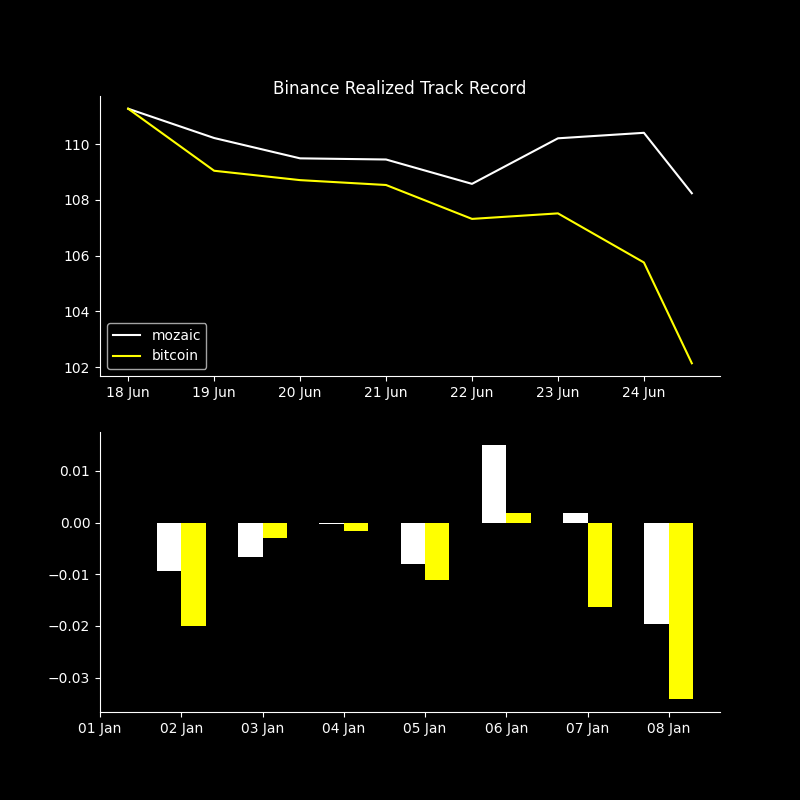 Binance Realized Track Record
110
108
106
104
102
mozaic
bitcoin
18 Jun 19 Jun 20 Jun 21 Jun 22 Jun 23 Jun 24 Jun
0.01
0.00
−0.01
−0.02
−0.03
01 Jan 02 Jan 03 Jan 04 Jan 05 Jan 06 Jan 07 Jan 08 Jan